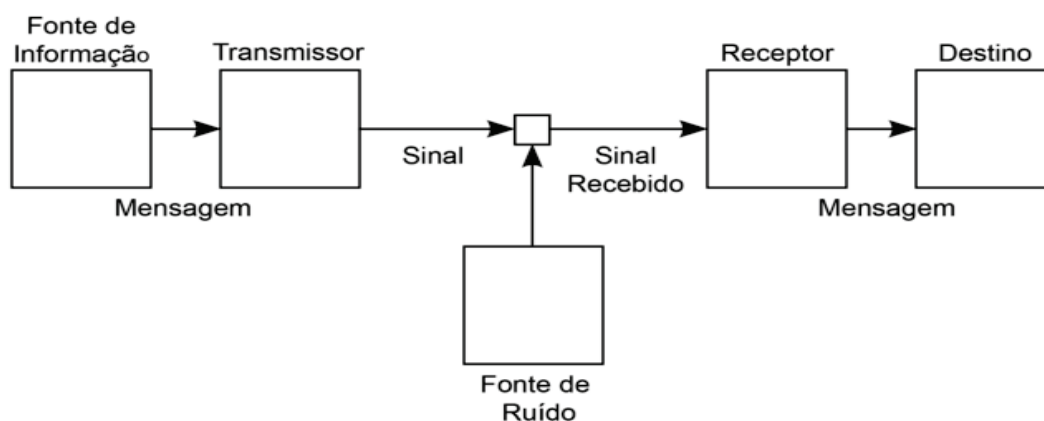 Fonte de
Informação
Transmissor
Receptor
Destino
Sinal
Sinal
Recebido
Mensagem
Mensagem
Fonte de
Ruído